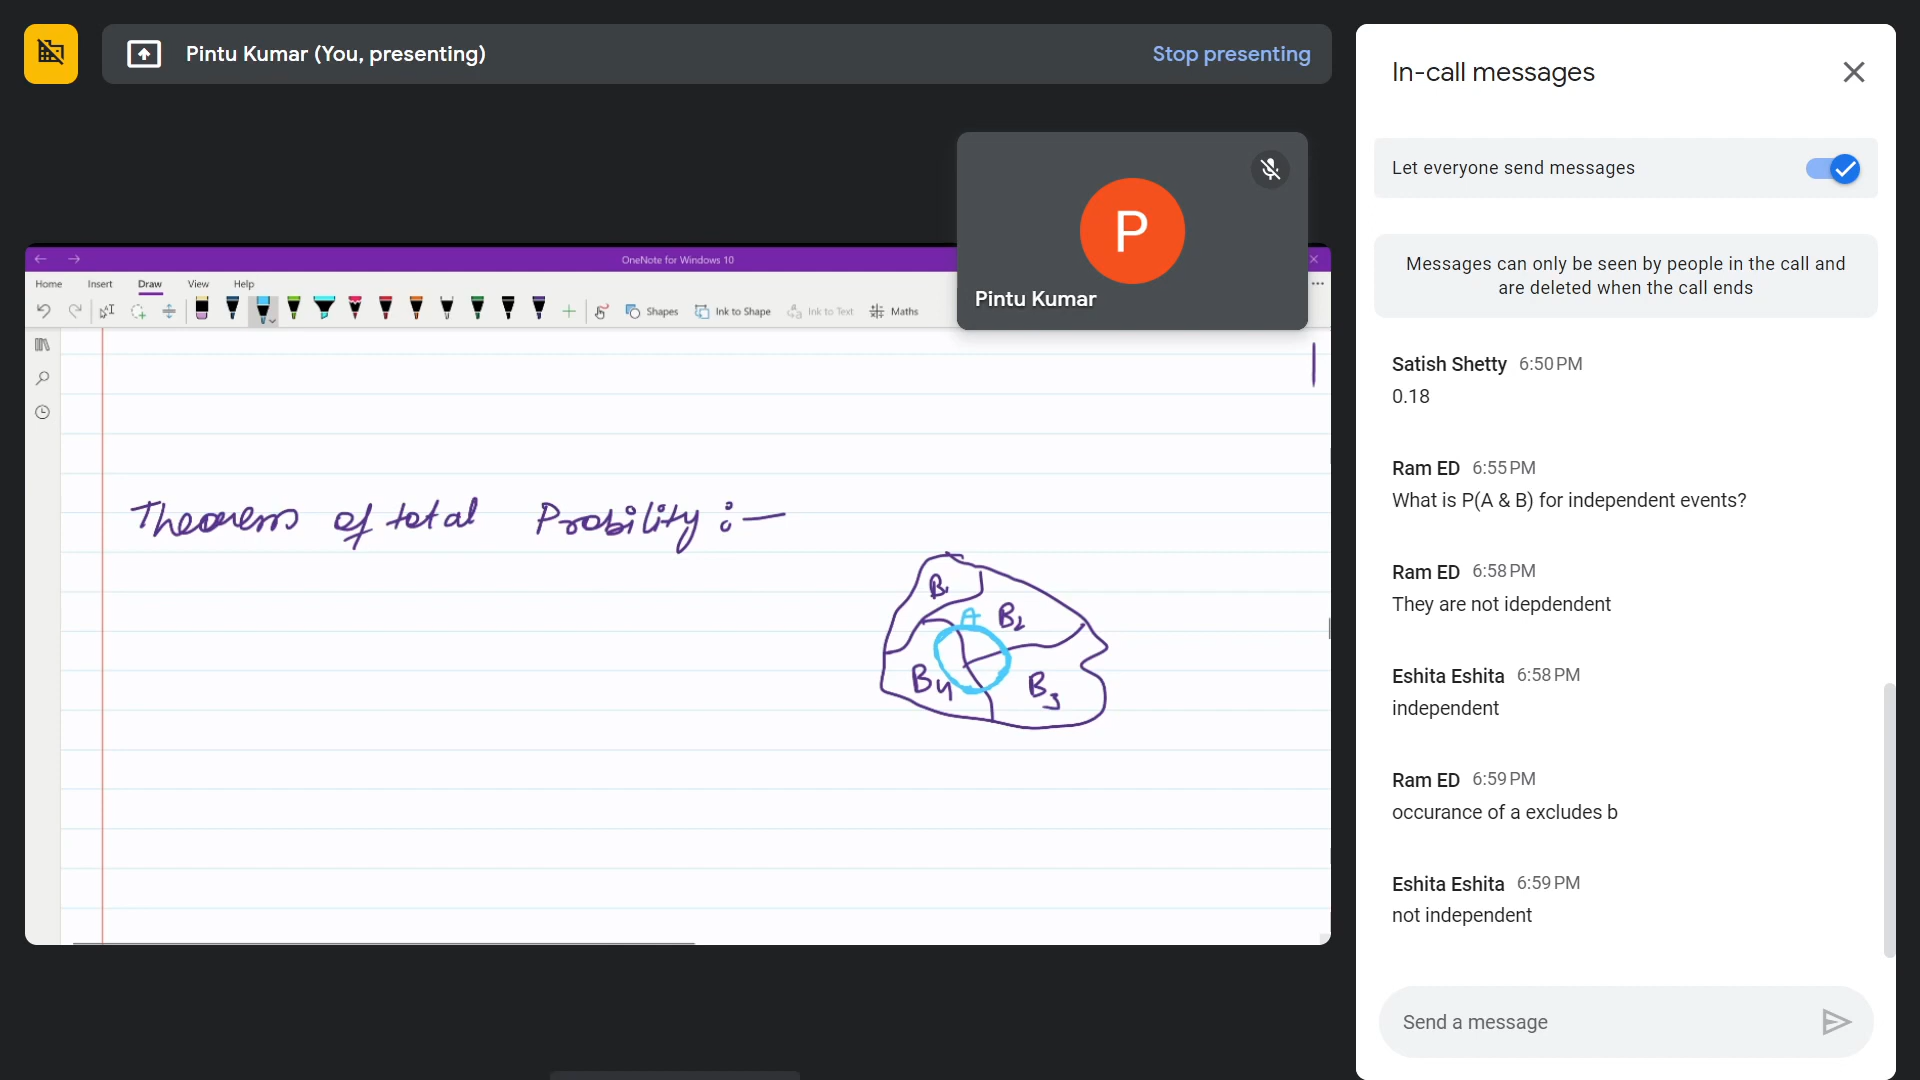 Pintu Kumar (You, presenting)
Stop presenting
In-call messages
Let everyone send messages
Messages can only be seen by people in the call and
are deleted when the call ends
Satish Shetty 6:50 PM
0.18
Ram ED 6:55 PM
What is P(A & B) for independent events?
Ram ED 6:58 PM
They are not idepdendent
Eshita Eshita 6:58 PM
independent
Ram ED 6:59 PM
occurance of a excludes b
Eshita Eshita 6:59 PM
not independent
Send a message
P
Pintu Kumar
OneNote for Windows 10
Home Insert Draw View Help
Shapes Ink to Shape Ink to Text Maths
Theorem of total Probility :—
B1
A B2
B4 B3